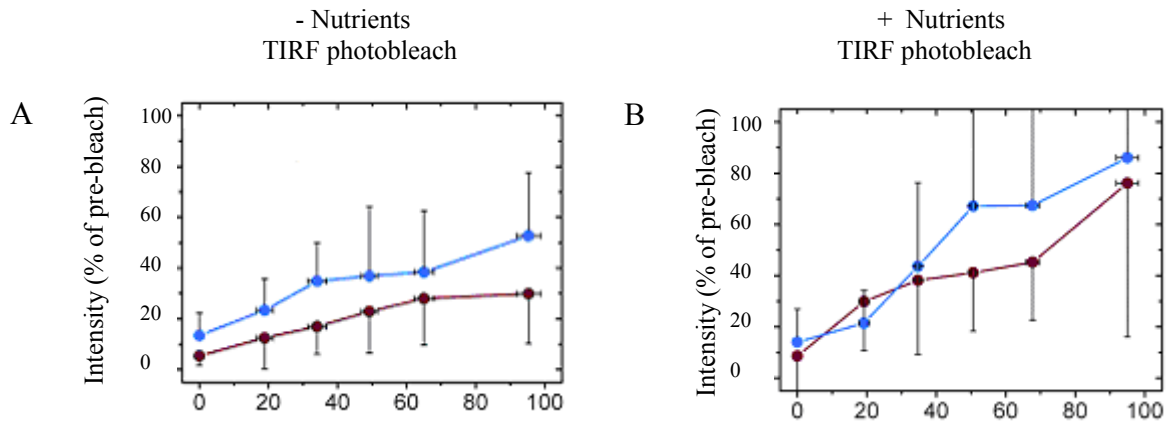 - Nutrients
TIRF photobleach
A
Intensity (% of pre-bleach)
100
80
60
40
20
0
0 20 40 60 80 100
+ Nutrients
TIRF photobleach
B
Intensity (% of pre-bleach)
100
80
60
40
20
0
0 20 40 60 80 100